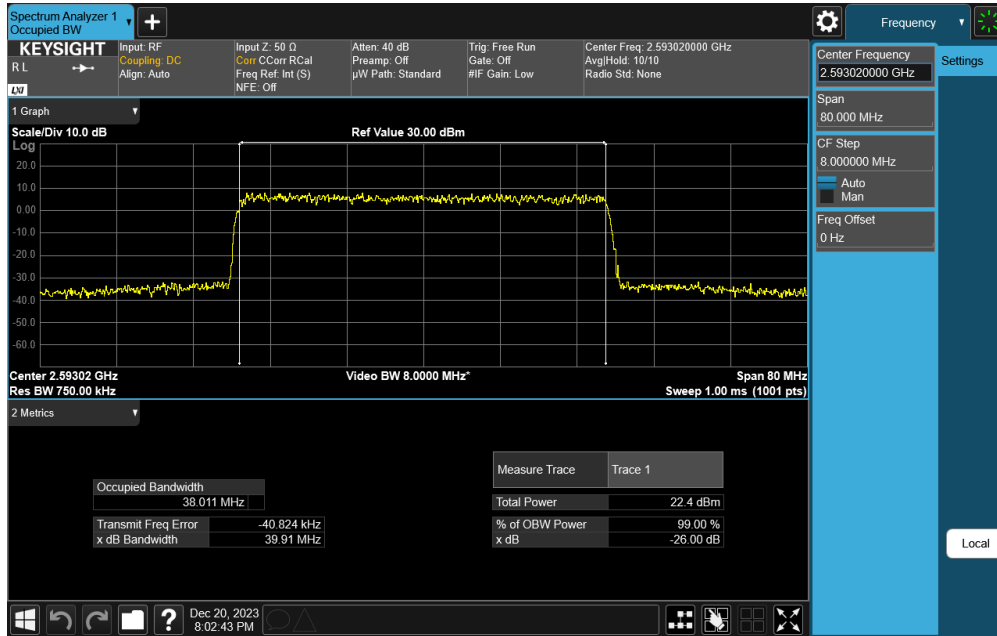 Spectrum Analyzer 1
Occupied BW
Frequency
KEYSIGHT
R L
LXI
Input: RF
Coupling: DC
Align: Auto
Input Z: 50 Ω
Corr CCorr RCal
Freq Ref: Int (S)
NFE: Off
Atten: 40 dB
Preamp: Off
µW Path: Standard
Trig: Free Run
Gate: Off
#IF Gain: Low
Center Freq: 2.593020000 GHz
Avg|Hold: 10/10
Radio Std: None
Center Frequency
2.593020000 GHz
Settings
Span
80.000 MHz
CF Step
8.000000 MHz
Auto
Man
Freq Offset
0 Hz
Local
1 Graph
Scale/Div 10.0 dB
Ref Value 30.00 dBm
Log
20.0
10.0
0.00
-10.0
-20.0
-30.0
-40.0
-50.0
-60.0
Center 2.59302 GHz
Video BW 8.0000 MHz*
Span 80 MHz
Res BW 750.00 kHz
Sweep 1.00 ms (1001 pts)
2 Metrics
Measure Trace Trace 1
Occupied Bandwidth
38.011 MHz
Total Power 22.4 dBm
Transmit Freq Error -40.824 kHz
% of OBW Power 99.00 %
x dB Bandwidth 39.91 MHz
x dB -26.00 dB
?
Dec 20, 2023
8:02:43 PM